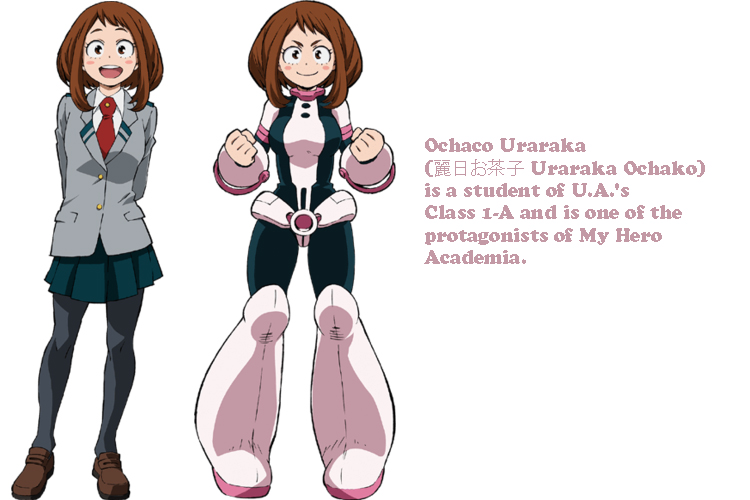 Ochaco Uraraka
(麗日お茶子 Uraraka Ochako)
is a student of U.A.'s
Class 1-A and is one of the
protagonists of My Hero
Academia.